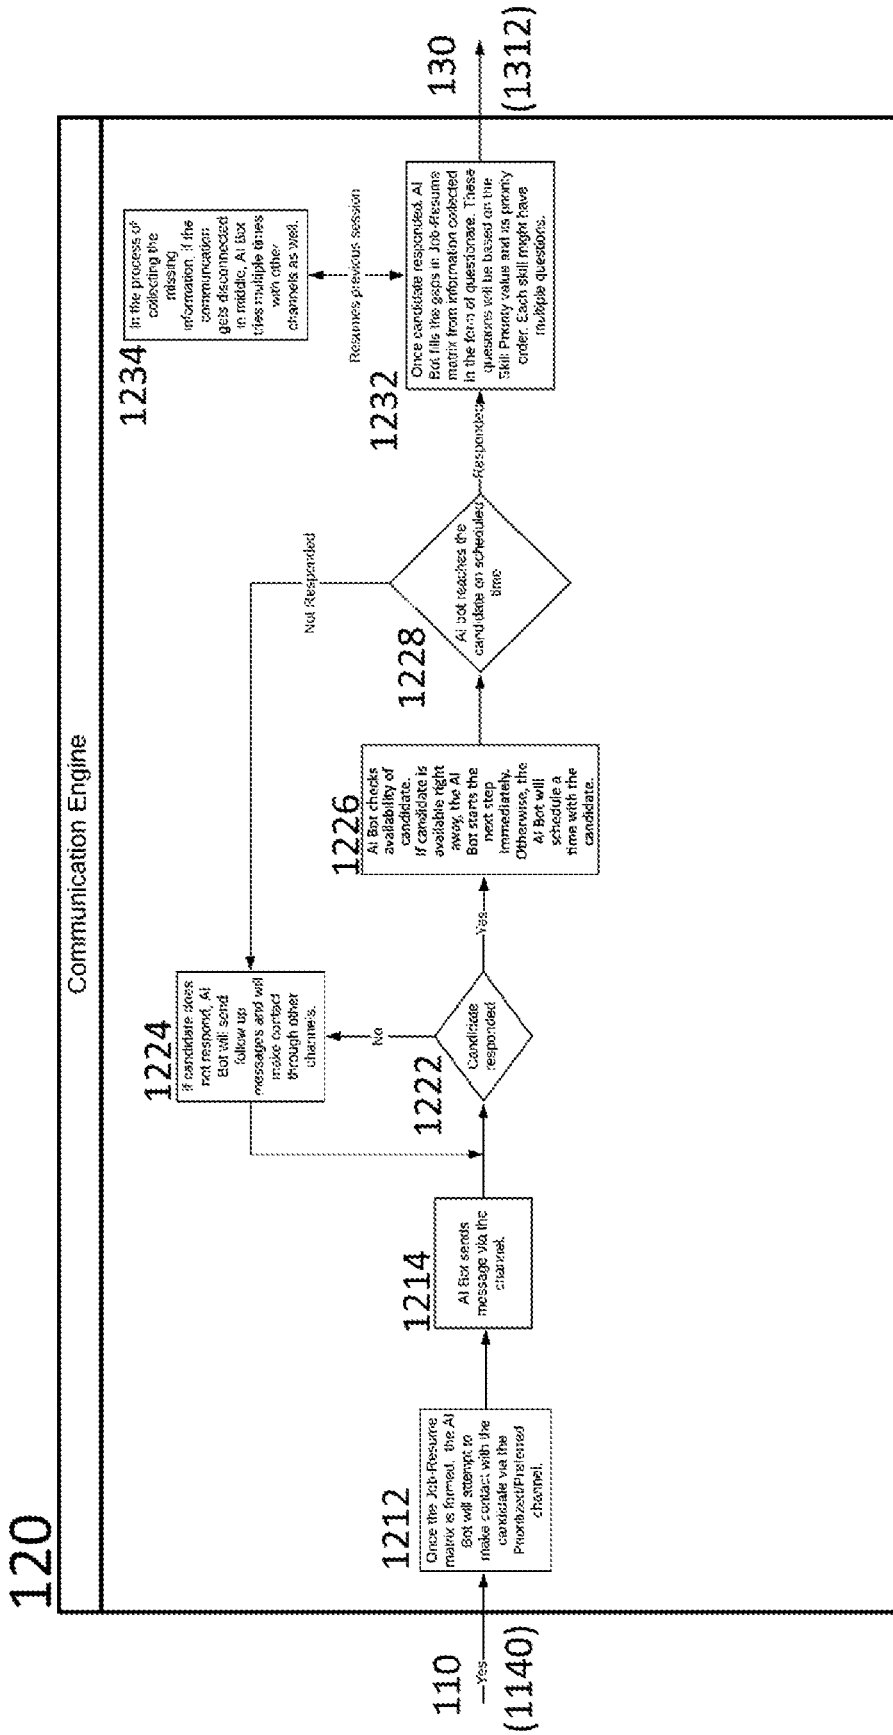 120
Communication Engine
110
Yes
(1140)
1212
Once the Job-Resume
matrix is formed, the AI
Bot will attempt to
make contact with the
candidate via the
Prioritized/Preferred
channel.
1214
AI Bot sends
message via the
channel.
1222
Candidate
responded
No
Yes
1224
If candidate does
not respond, AI
Bot will send
follow up
messages and will
make contact
through other
channels.
1226
AI Bot checks
availability of
candidate.
If candidate is
available right
away, the AI
Bot starts the
next step
immediately.
Otherwise, the
AI Bot will
schedule a
time with the
candidate.
1228
AI bot reaches the
candidate on scheduled
time
Not Responded
Responded
1232
Once candidate responded, AI
Bot fills the gaps in Job-Resume
matrix from information collected
in the form of questionare. These
questions will be based on the
Skill Priority value and its priority
order. Each skill might have
multiple questions.
Resumes previous session
1234
In the process of
collecting the
missing
information, if the
communication
gets disconnected
in middle, AI Bot
tries multiple times
with other
channels as well.
130
(1312)